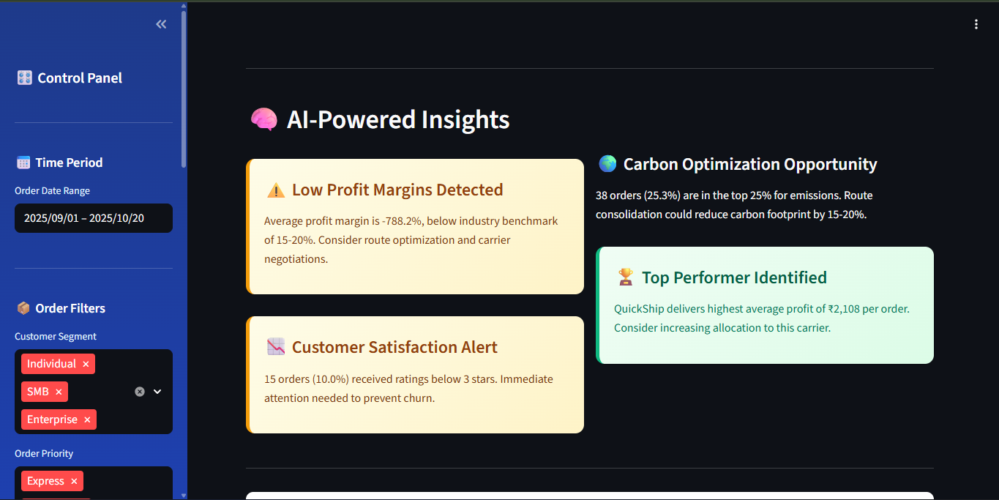 Control Panel
Time Period
Order Date Range
2025/09/01 – 2025/10/20
Order Filters
Customer Segment
Individual
SMB
Enterprise
Order Priority
Express
AI-Powered Insights
Low Profit Margins Detected
Average profit margin is -788.2%, below industry benchmark
of 15-20%. Consider route optimization and carrier
negotiations.
Customer Satisfaction Alert
15 orders (10.0%) received ratings below 3 stars. Immediate
attention needed to prevent churn.
Carbon Optimization Opportunity
38 orders (25.3%) are in the top 25% for emissions. Route
consolidation could reduce carbon footprint by 15-20%.
Top Performer Identified
QuickShip delivers highest average profit of ₹2,108 per order.
Consider increasing allocation to this carrier.